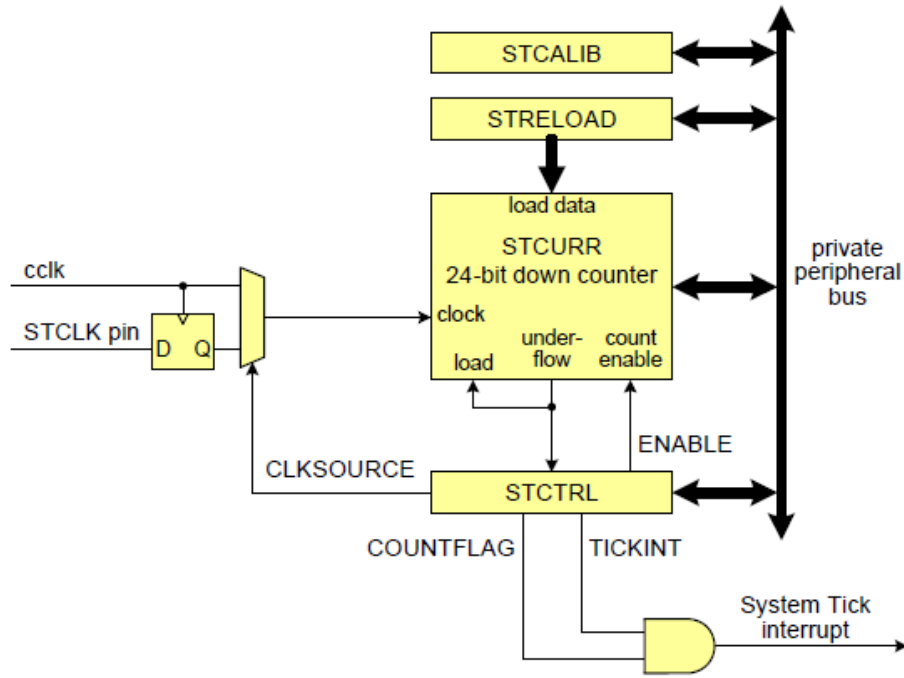 STCALIB
STRELOAD
load data
STCURR
24-bit down counter
private
peripheral
bus
cclk
STCLK pin
D Q
clock
load
under-
flow
count
enable
CLKSOURCE
ENABLE
STCTRL
COUNTFLAG
TICKINT
System Tick
interrupt